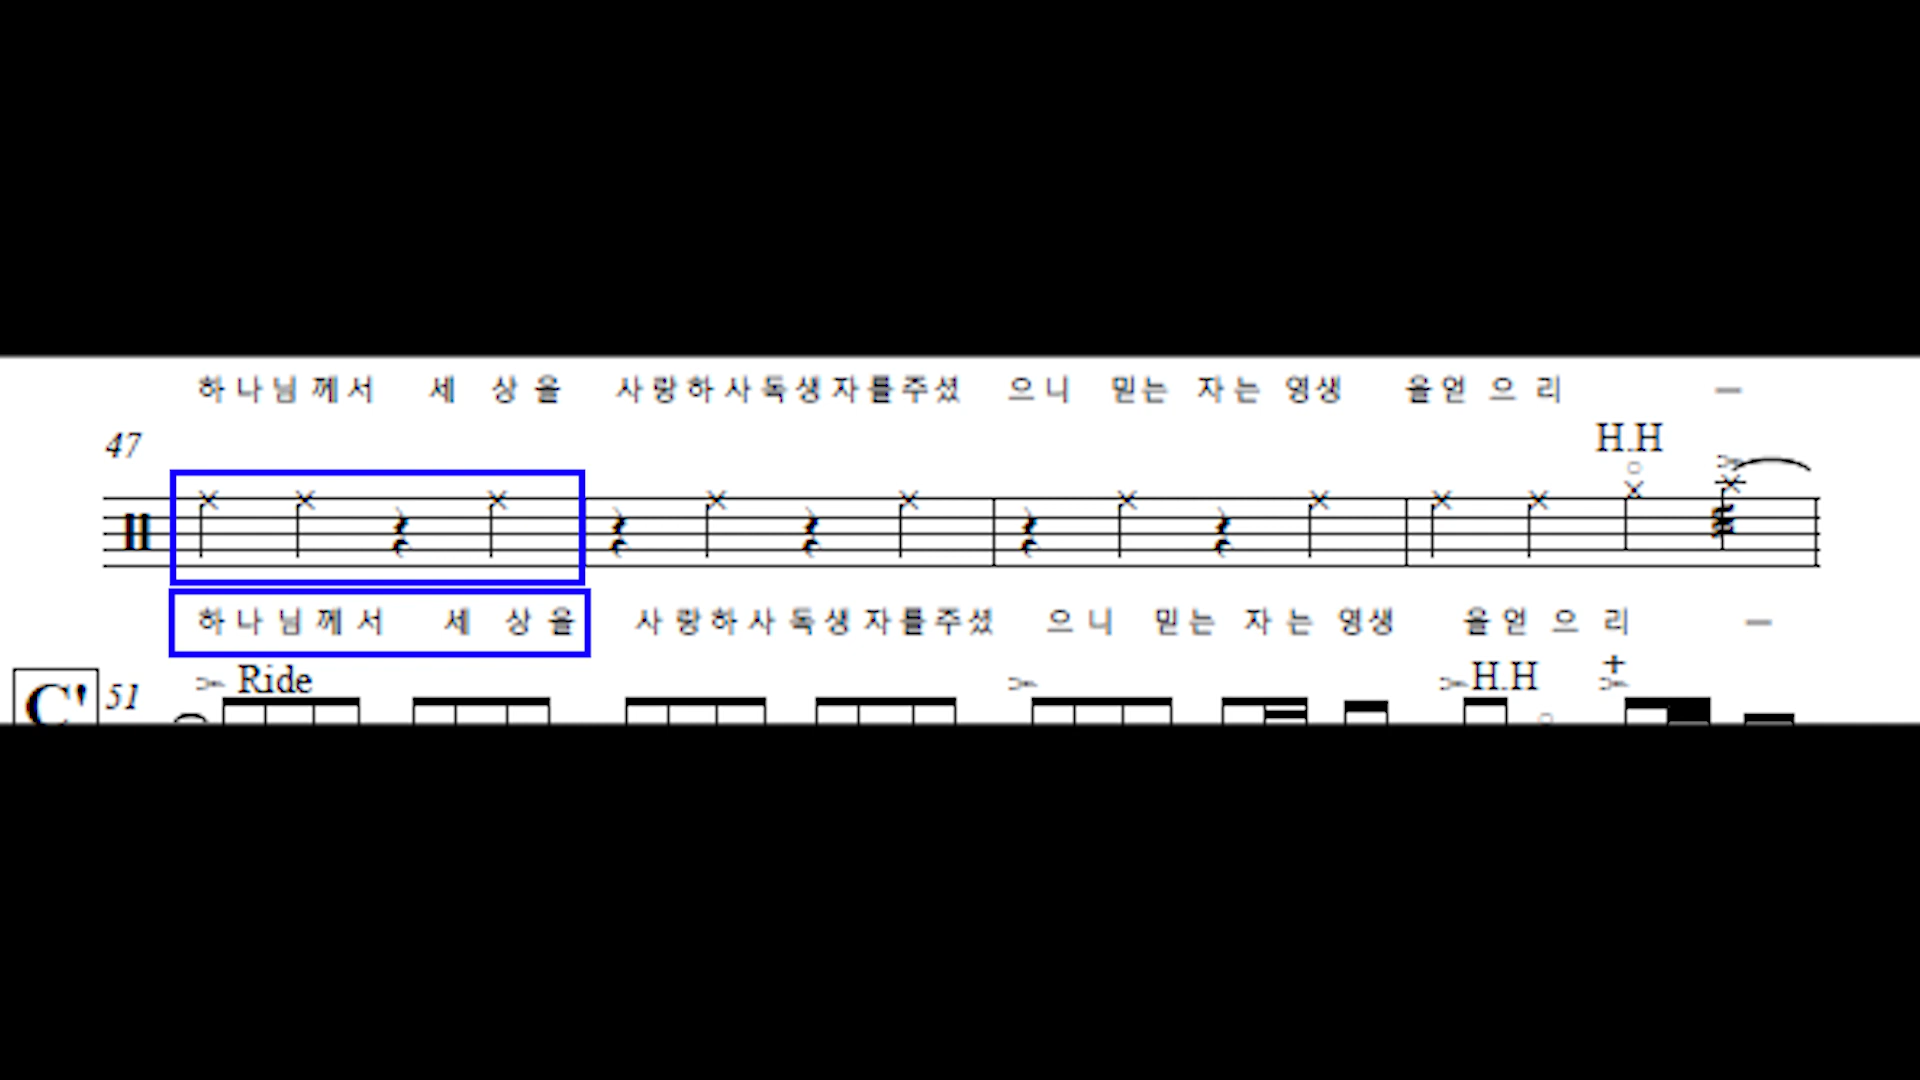 하나님께서 세 상을 사랑하사독생자를주셨 으니 믿는 자는 영생 을얻 으 리 —
47
H.H
하나님께서 세 상을 사랑하사독생자를주셨 으니 믿는 자는 영생 을얻 으 리 —
C' 51 Ride H.H